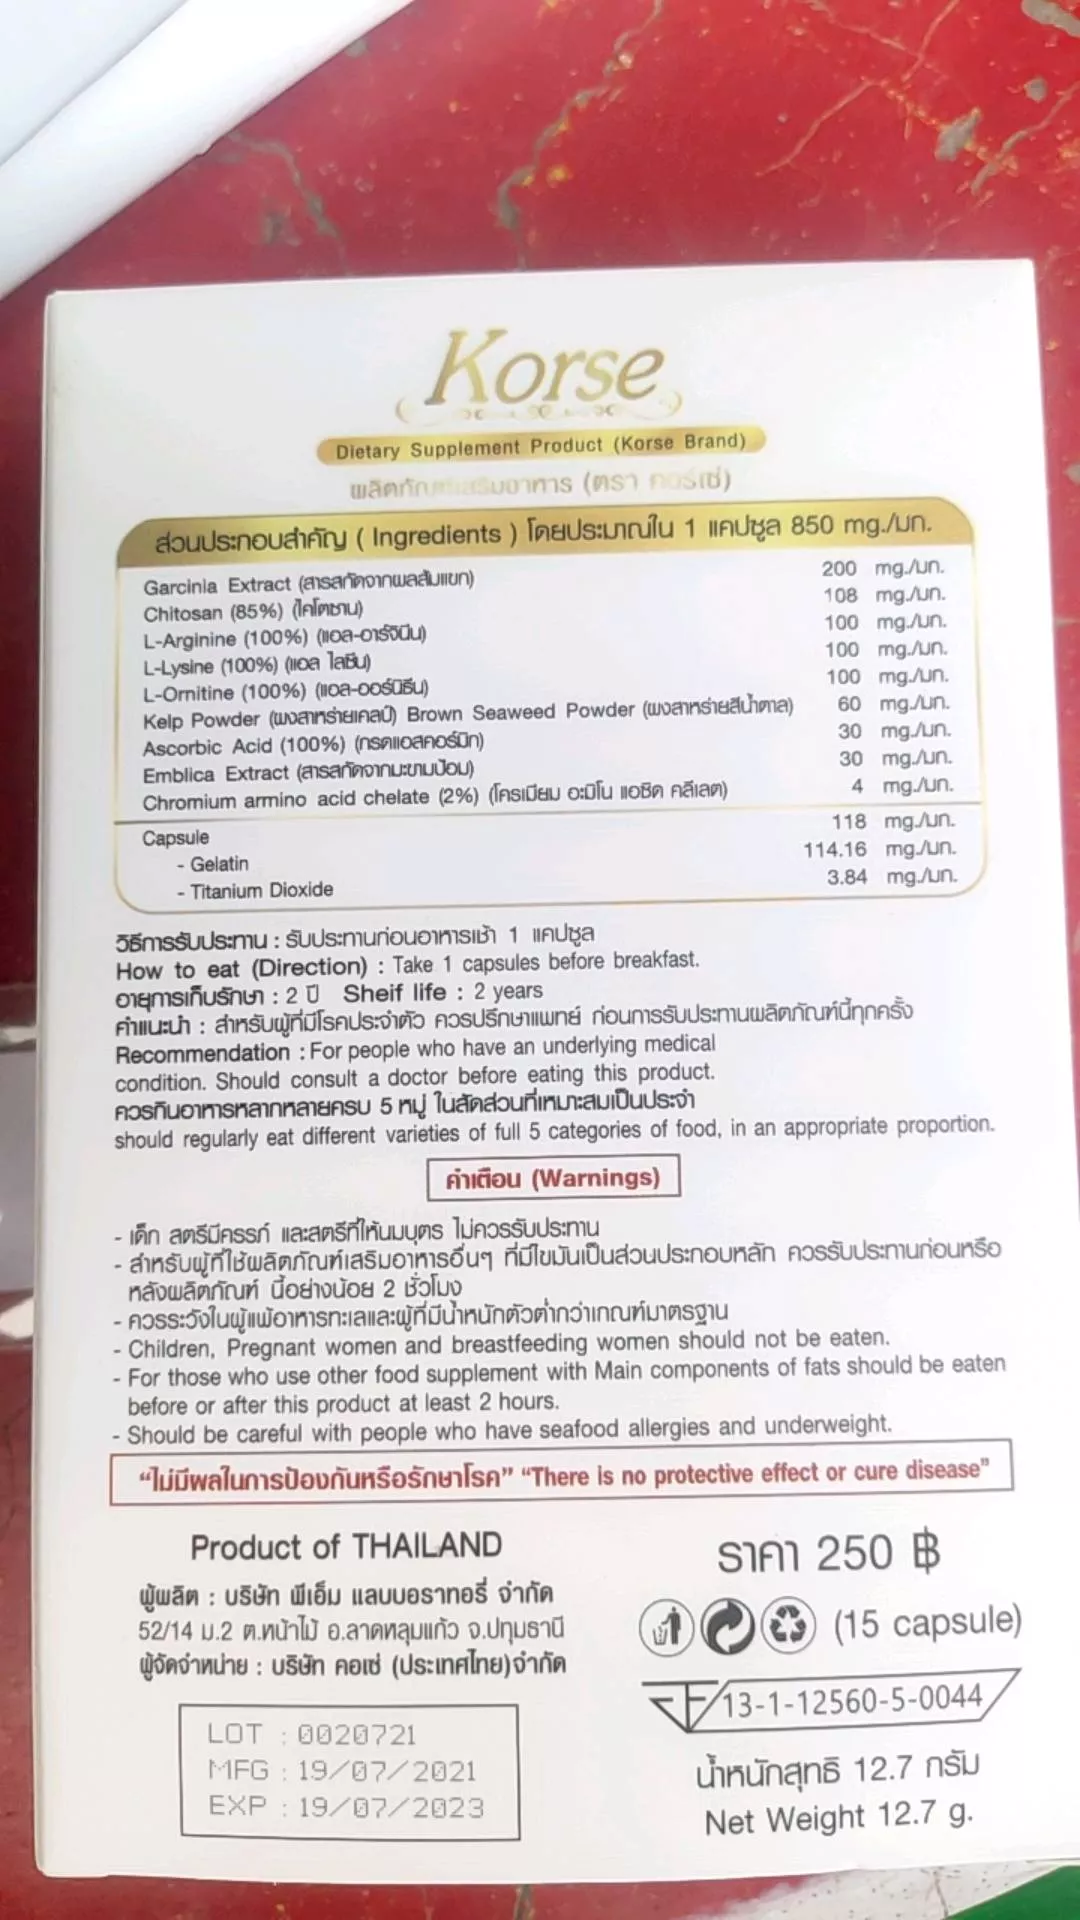 Korse
Dietary Supplement Product (Korse Brand)
ผลิตภัณฑ์เสริมอาหาร (ตรา คอร์เซ่)
ส่วนประกอบสำคัญ ( Ingredients ) โดยประมาณใน 1 แคปซูล 850 mg./มก.
Garcinia Extract (สารสกัดจากผลส้มแขก) 200 mg./มก.
Chitosan (85%) (ไคโตซาน) 108 mg./มก.
L-Arginine (100%) (แอล-อาร์จินีน) 100 mg./มก.
L-Lysine (100%) (แอล ไลซีน) 100 mg./มก.
L-Ornitine (100%) (แอล-ออร์นิธีน) 100 mg./มก.
Kelp Powder (ผงสาหร่ายเคลป์) Brown Seaweed Powder (ผงสาหร่ายสีน้ำตาล) 60 mg./มก.
Ascorbic Acid (100%) (กรดแอสคอร์บิก) 30 mg./มก.
Emblica Extract (สารสกัดจากมะขามป้อม) 30 mg./มก.
Chromium armino acid chelate (2%) (โครเมียม อะมิโน แอซิด คลีเลต) 4 mg./มก.
Capsule 118 mg./มก.
- Gelatin 114.16 mg./มก.
- Titanium Dioxide 3.84 mg./มก.
วิธีการรับประทาน : รับประทานก่อนอาหารเช้า 1 แคปซูล
How to eat (Direction) : Take 1 capsules before breakfast.
อายุการเก็บรักษา : 2 ปี Sheif life : 2 years
คำแนะนำ : สำหรับผู้ที่มีโรคประจำตัว ควรปรึกษาแพทย์ ก่อนการรับประทานผลิตภัณฑ์นี้ทุกครั้ง
Recommendation : For people who have an underlying medical
condition. Should consult a doctor before eating this product.
ควรกินอาหารหลากหลายครบ 5 หมู่ ในสัดส่วนที่เหมาะสมเป็นประจำ
should regularly eat different varieties of full 5 categories of food, in an appropriate proportion.
คำเตือน (Warnings)
- เด็ก สตรีมีครรภ์ และสตรีที่ให้นมบุตร ไม่ควรรับประทาน
- สำหรับผู้ที่ใช้ผลิตภัณฑ์เสริมอาหารอื่นๆ ที่มีไขมันเป็นส่วนประกอบหลัก ควรรับประทานก่อนหรือ
หลังผลิตภัณฑ์ นี้อย่างน้อย 2 ชั่วโมง
- ควรระวังในผู้แพ้อาหารทะเลและผู้ที่มีน้ำหนักตัวต่ำกว่าเกณฑ์มาตรฐาน
- Children, Pregnant women and breastfeeding women should not be eaten.
- For those who use other food supplement with Main components of fats should be eaten
before or after this product at least 2 hours.
- Should be careful with people who have seafood allergies and underweight.
“ไม่มีผลในการป้องกันหรือรักษาโรค” “There is no protective effect or cure disease”
Product of THAILAND
ผู้ผลิต : บริษัท พีเอ็ม แลบบอราทอรี่ จำกัด
52/14 ม.2 ต.หน้าไม้ อ.ลาดหลุมแก้ว จ.ปทุมธานี
ผู้จัดจำหน่าย : บริษัท คอเซ่ (ประเทศไทย)จำกัด
LOT : 0020721
MFG : 19/07/2021
EXP : 19/07/2023
ราคา 250 ฿
(15 capsule)
13-1-12560-5-0044
น้ำหนักสุทธิ 12.7 กรัม
Net Weight 12.7 g.